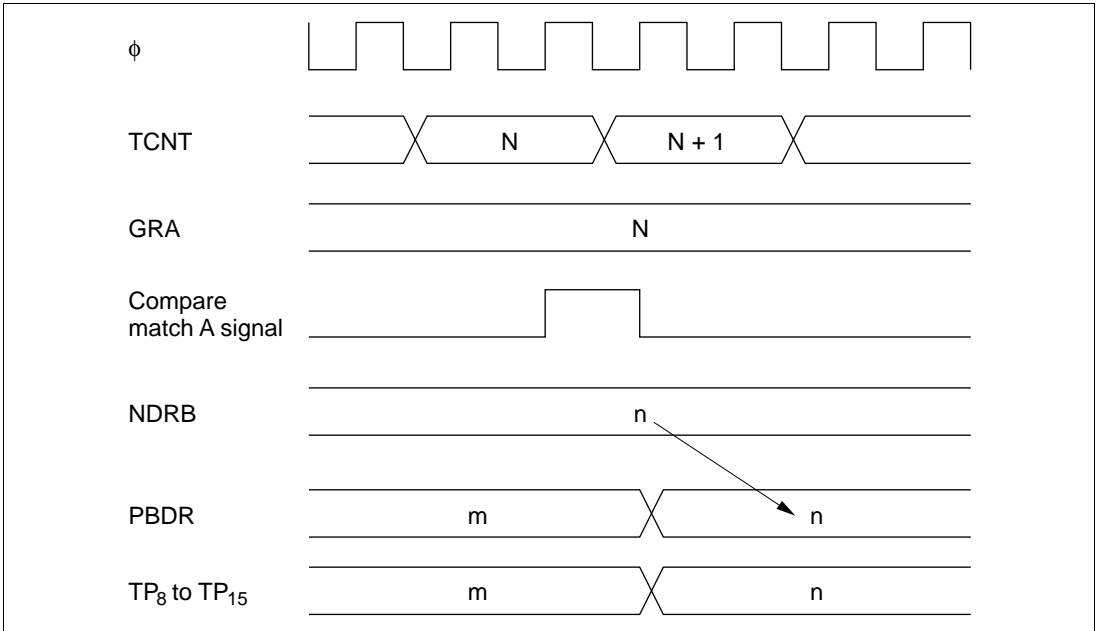 ϕ
TCNT N N + 1
GRA N
Compare
match A signal
NDRB n
PBDR m n
TP8 to TP15 m n